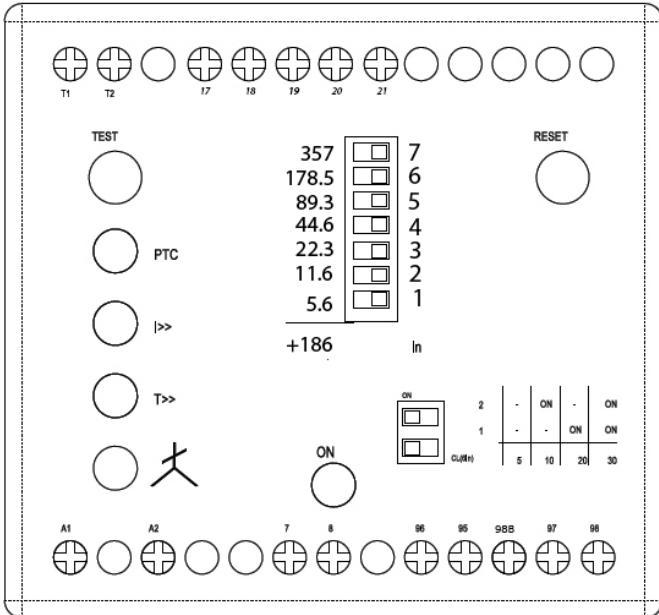 T1 T2 17 18 19 20 21
TEST
RESET
357 7
178.5 6
89.3 5
44.6 4
22.3 3
11.6 2
5.6 1
+186 In
PTC
I>>
T>>
ON
ON
2 - ON - ON
1 - - ON ON
CL(6In) 5 10 20 30
A1 A2 7 8 96 95 98B 97 98